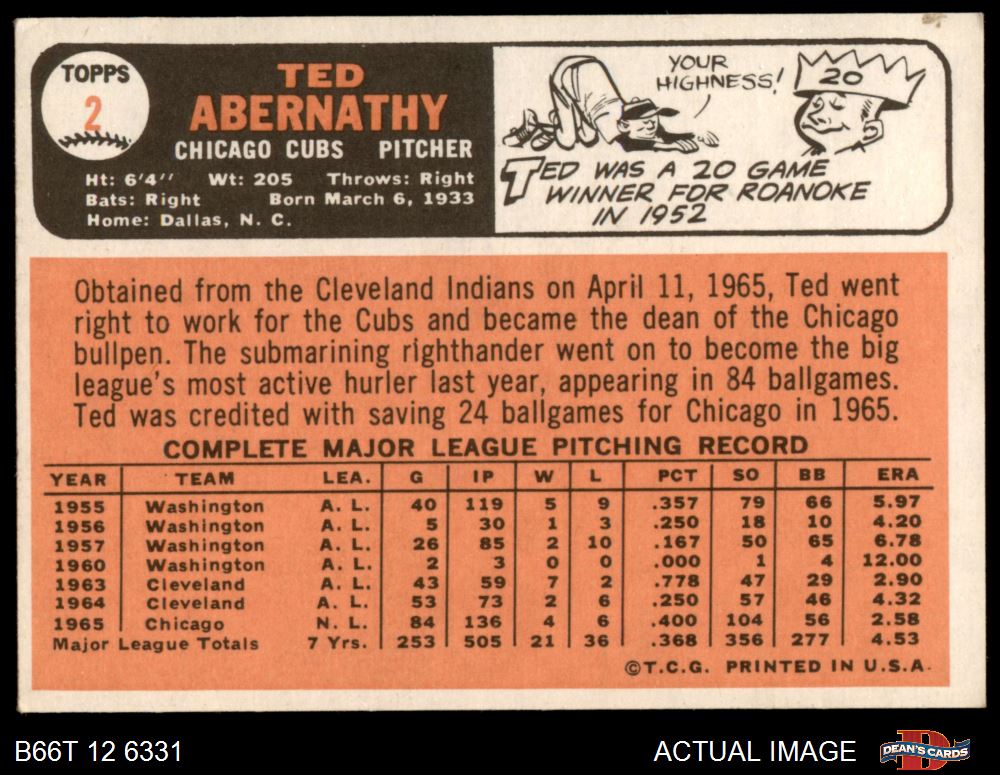 TOPPS
2
TED
ABERNATHY
CHICAGO CUBS PITCHER
Ht: 6'4" Wt: 205 Throws: Right
Bats: Right Born March 6, 1933
Home: Dallas, N. C.
YOUR
HIGHNESS!
20
TED WAS A 20 GAME
WINNER FOR ROANOKE
IN 1952
Obtained from the Cleveland Indians on April 11, 1965, Ted went
right to work for the Cubs and became the dean of the Chicago
bullpen. The submarining righthander went on to become the big
league's most active hurler last year, appearing in 84 ballgames.
Ted was credited with saving 24 ballgames for Chicago in 1965.
COMPLETE MAJOR LEAGUE PITCHING RECORD
YEAR TEAM LEA. G IP W L PCT SO BB ERA
1955 Washington A. L. 40 119 5 9 .357 79 66 5.97
1956 Washington A. L. 5 30 1 3 .250 18 10 4.20
1957 Washington A. L. 26 85 2 10 .167 50 65 6.78
1960 Washington A. L. 2 3 0 0 .000 1 4 12.00
1963 Cleveland A. L. 43 59 7 2 .778 47 29 2.90
1964 Cleveland A. L. 53 73 2 6 .250 57 46 4.32
1965 Chicago N. L. 84 136 4 6 .400 104 56 2.58
Major League Totals 7 Yrs. 253 505 21 36 .368 356 277 4.53
©T.C.G. PRINTED IN U.S.A.
B66T 12 6331 ACTUAL IMAGE DEAN'S CARDS